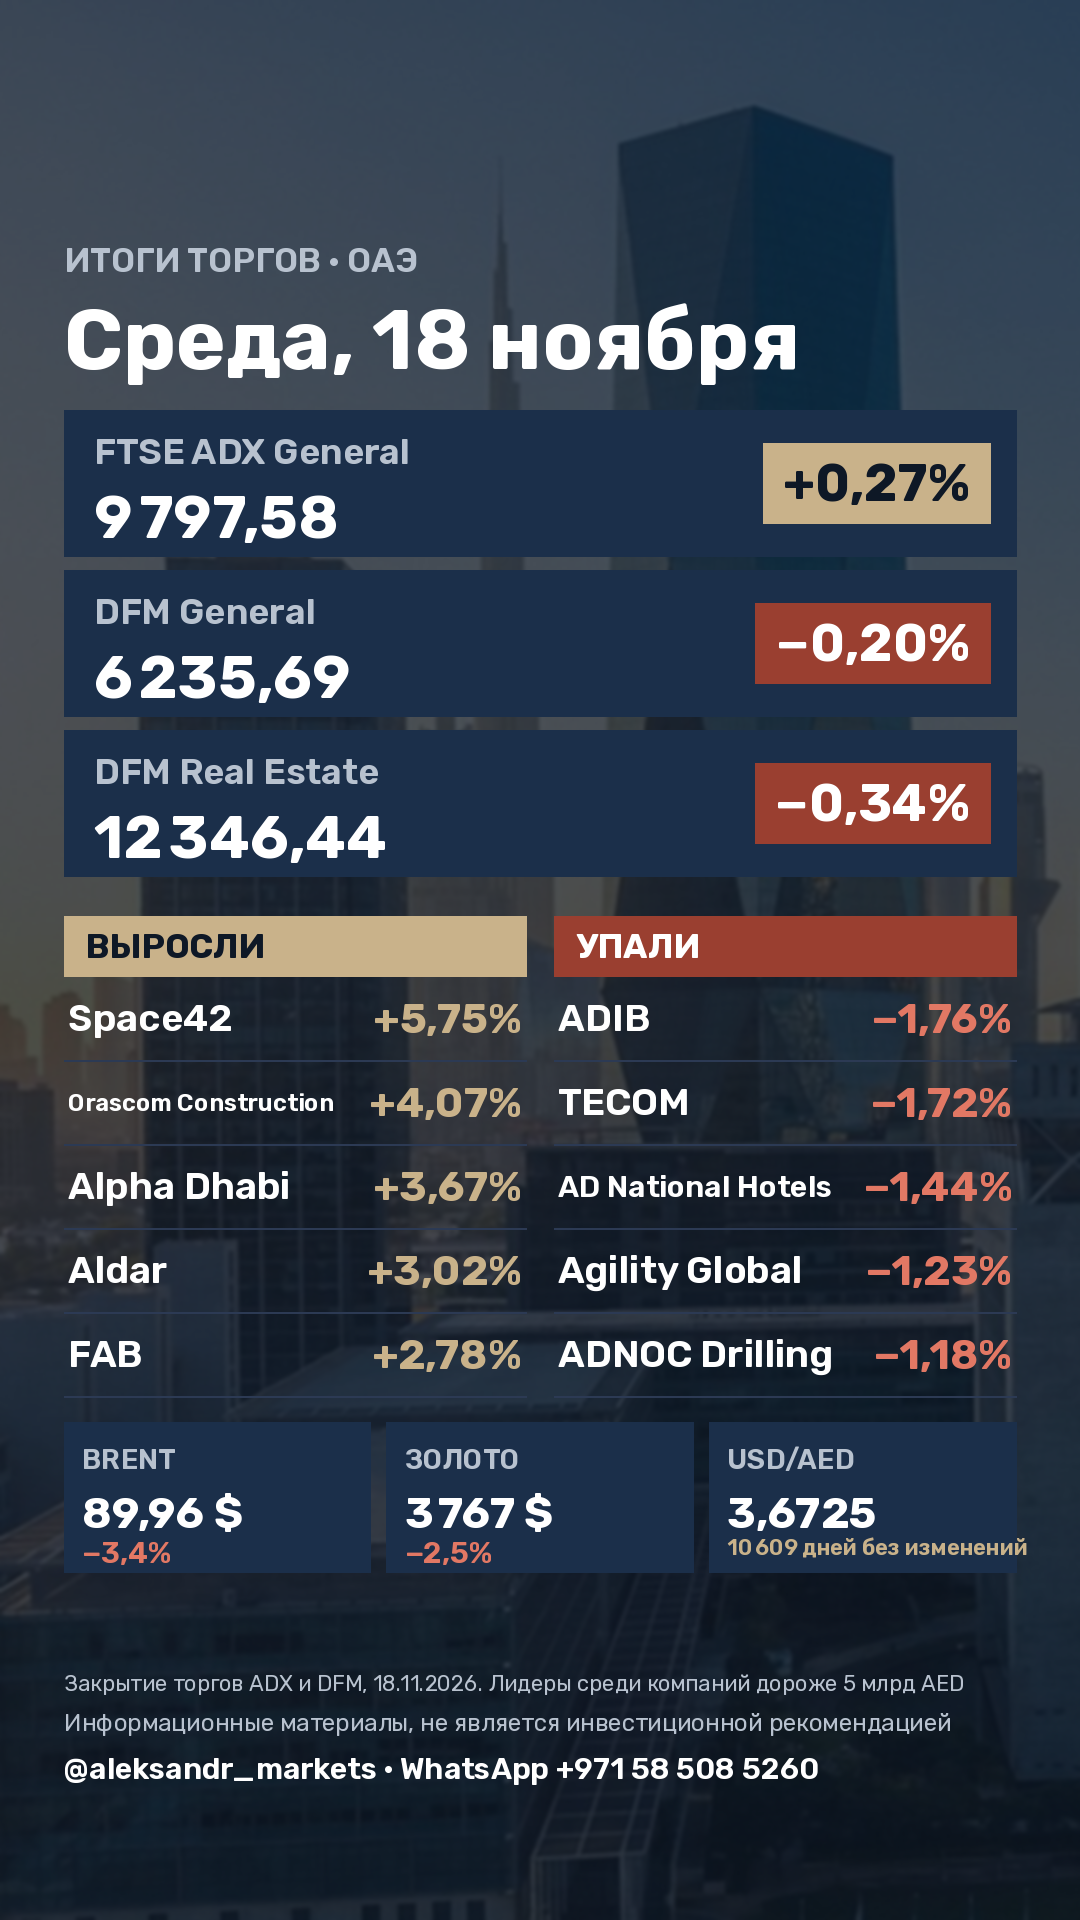 ИТОГИ ТОРГОВ • ОАЭ
Среда, 18 ноября
FTSE ADX General
9 797,58
+0,27%
DFM General
6 235,69
−0,20%
DFM Real Estate
12 346,44
−0,34%
ВЫРОСЛИ
Space42 +5,75%
Orascom Construction +4,07%
Alpha Dhabi +3,67%
Aldar +3,02%
FAB +2,78%
УПАЛИ
ADIB −1,76%
TECOM −1,72%
AD National Hotels −1,44%
Agility Global −1,23%
ADNOC Drilling −1,18%
BRENT
89,96 $
−3,4%
ЗОЛОТО
3 767 $
−2,5%
USD/AED
3,6725
10 609 дней без изменений
Закрытие торгов ADX и DFM, 18.11.2026. Лидеры среди компаний дороже 5 млрд AED
Информационные материалы, не является инвестиционной рекомендацией
@aleksandr_markets • WhatsApp +971 58 508 5260